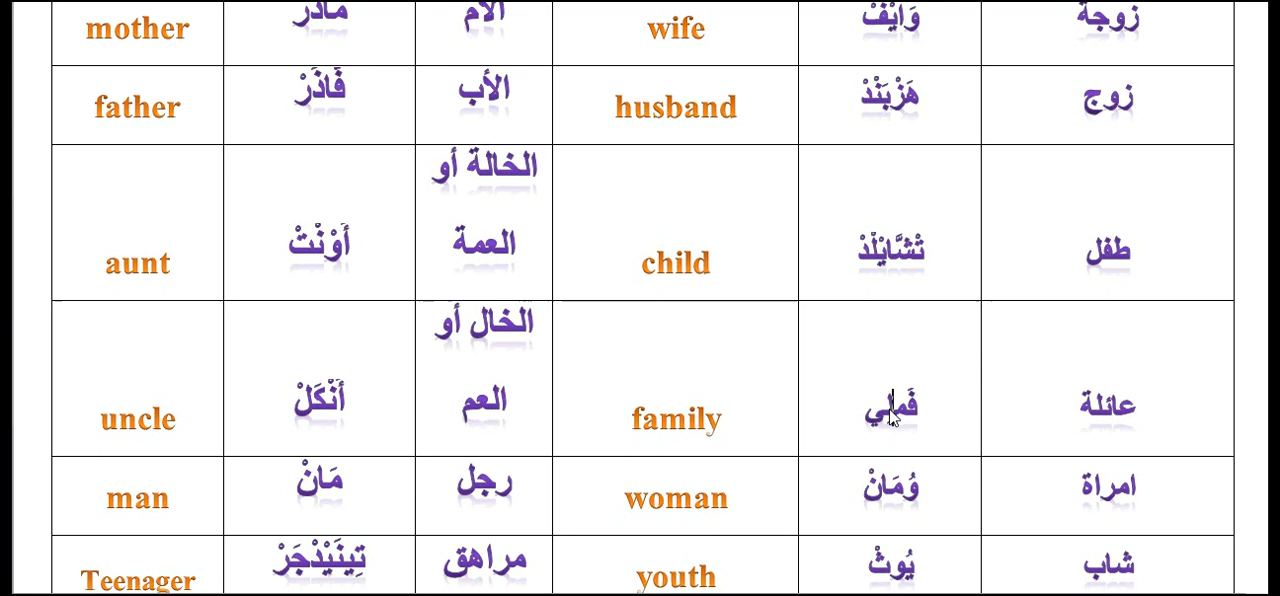 mother مَاذَرْ الأم wife وَايْفْ زوجة
father فَاذَرْ الأب husband هَزْبَنْدْ زوج
الخالة أو
aunt أَوْنْتْ العمة child تْشَّايْلْدْ طفل
الخال أو
uncle أَنْكَلْ العم family فَملي عائلة
man مَانْ رجل woman وُمَانْ امراة
Teenager تِينَيْدْجَرْ مراهق youth يُوثْ شاب